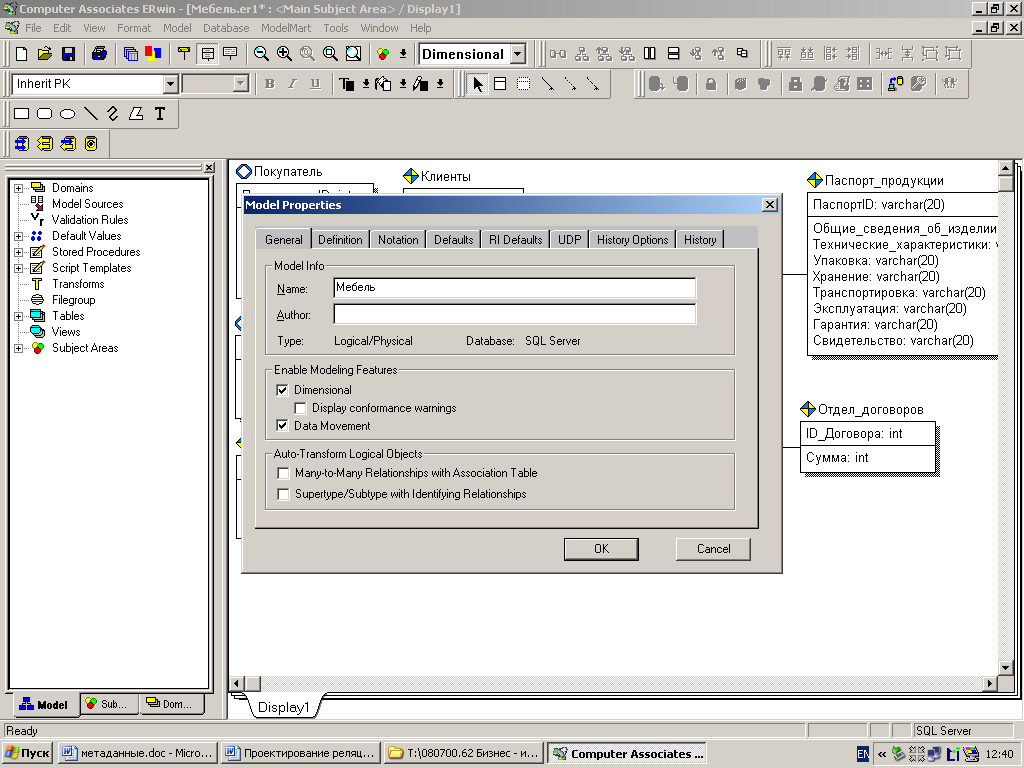 Computer Associates ERwin - [Мебель.er1* : <Main Subject Area> / Display1]
File Edit View Format Model Database ModelMart Tools Window Help
Dimensional
Inherit PK
B I U
T
Domains
Model Sources
Validation Rules
Default Values
Stored Procedures
Script Templates
Transforms
Filegroup
Tables
Views
Subject Areas
Model Sub... Dom...
Покупатель
Клиенты
Паспорт_продукции
ПаспортID: varchar(20)
Общие_сведения_об_изделии
Технические_характеристики:
Упаковка: varchar(20)
Хранение: varchar(20)
Транспортировка: varchar(20)
Эксплуатация: varchar(20)
Гарантия: varchar(20)
Свидетельство: varchar(20)
Отдел_договоров
ID_Договора: int
Сумма: int
Model Properties
General Definition Notation Defaults RI Defaults UDP History Options History
Model Info
Name: Мебель
Author:
Type: Logical/Physical Database: SQL Server
Enable Modeling Features
Dimensional
Display conformance warnings
Data Movement
Auto-Transform Logical Objects
Many-to-Many Relationships with Association Table
Supertype/Subtype with Identifying Relationships
OK Cancel
Display1
Ready SQL Server
Пуск метаданные.doc - Micro... Проектирование реляц... T:\080700.62 Бизнес - и... Computer Associates ... EN « 12:40